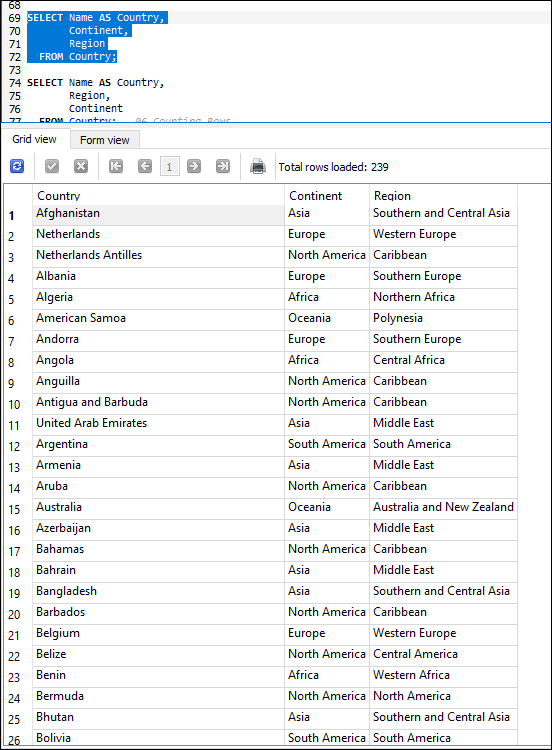 68
69 SELECT Name AS Country,
70 Continent,
71 Region
72 FROM Country;
73
74 SELECT Name AS Country,
75 Region,
76 Continent
77 FROM Country; 06 Counting Rows
Grid view Form view
1 Total rows loaded: 239
Country Continent Region
1 Afghanistan Asia Southern and Central Asia
2 Netherlands Europe Western Europe
3 Netherlands Antilles North America Caribbean
4 Albania Europe Southern Europe
5 Algeria Africa Northern Africa
6 American Samoa Oceania Polynesia
7 Andorra Europe Southern Europe
8 Angola Africa Central Africa
9 Anguilla North America Caribbean
10 Antigua and Barbuda North America Caribbean
11 United Arab Emirates Asia Middle East
12 Argentina South America South America
13 Armenia Asia Middle East
14 Aruba North America Caribbean
15 Australia Oceania Australia and New Zealand
16 Azerbaijan Asia Middle East
17 Bahamas North America Caribbean
18 Bahrain Asia Middle East
19 Bangladesh Asia Southern and Central Asia
20 Barbados North America Caribbean
21 Belgium Europe Western Europe
22 Belize North America Central America
23 Benin Africa Western Africa
24 Bermuda North America North America
25 Bhutan Asia Southern and Central Asia
26 Bolivia South America South America